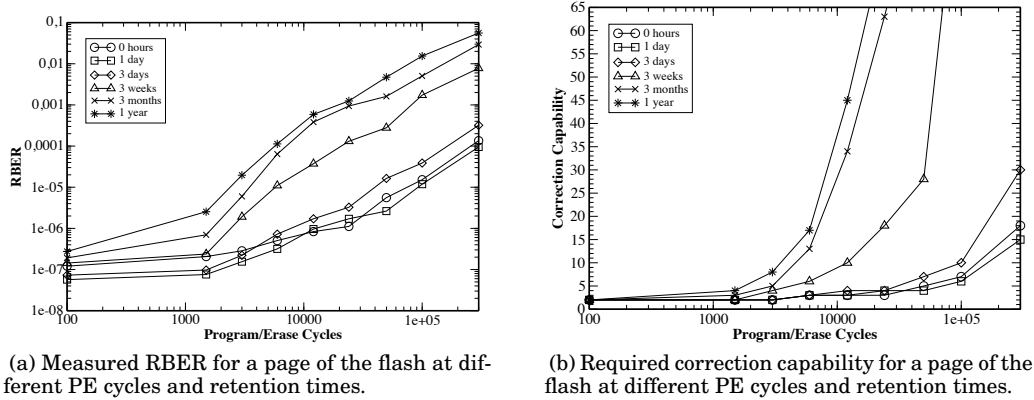 0,1
0,01
0,001
0,0001
1e-05
1e-06
1e-07
1e-08
RBER
0 hours
1 day
3 days
3 weeks
3 months
1 year
100
1000
10000
1e+05
Program/Erase Cycles
(a) Measured RBER for a page of the flash at dif-
ferent PE cycles and retention times.
65
60
55
50
45
40
35
30
25
20
15
10
5
0
Correction Capability
0 hours
1 day
3 days
3 weeks
3 months
1 year
100
1000
10000
1e+05
Program/Erase Cycles
(b) Required correction capability for a page of the
flash at different PE cycles and retention times.